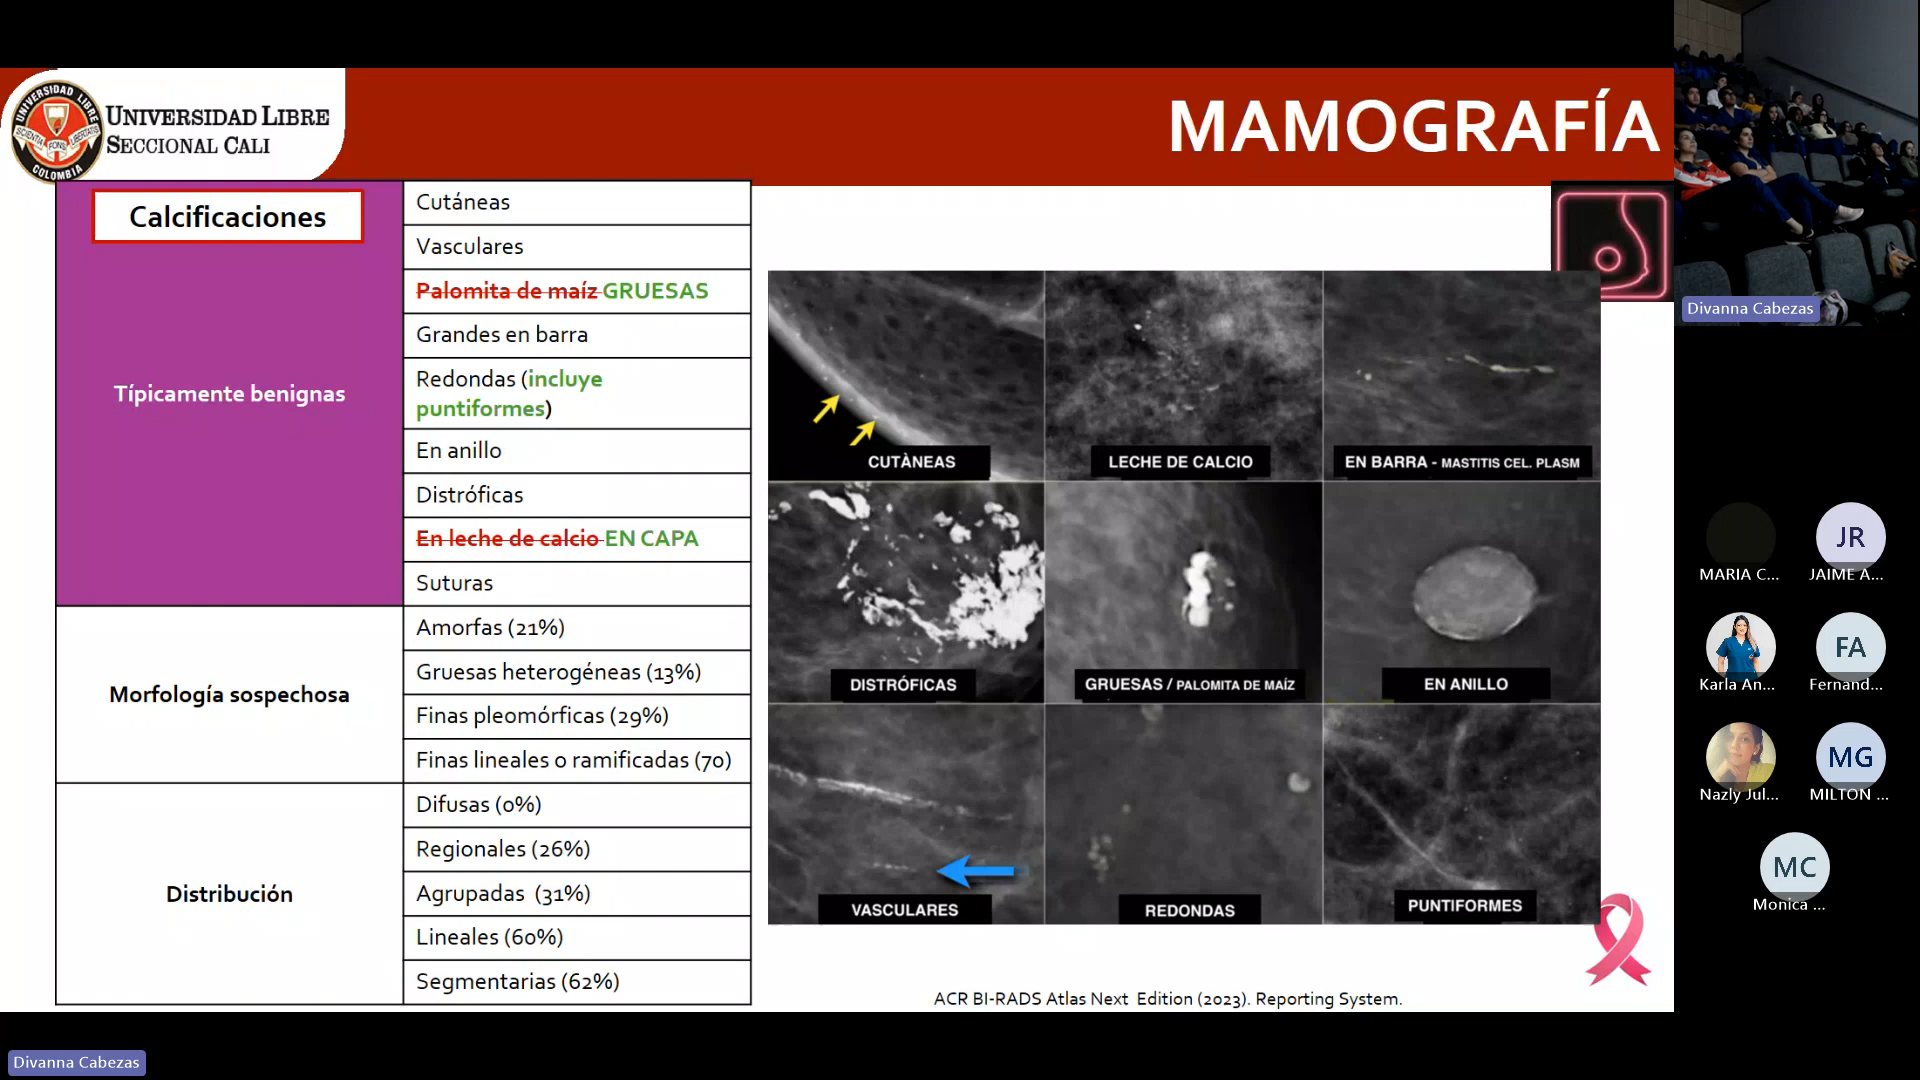 UNIVERSIDAD LIBRE
SECCIONAL CALI
UNIVERSIDAD LIBRE
COLOMBIA
MAMOGRAFÍA
Calcificaciones
Típicamente benignas
Cutáneas
Vasculares
Palomita de maíz GRUESAS
Grandes en barra
Redondas (incluye
puntiformes)
En anillo
Distróficas
En leche de calcio EN CAPA
Suturas
Morfología sospechosa
Amorfas (21%)
Gruesas heterogéneas (13%)
Finas pleomórficas (29%)
Finas lineales o ramificadas (70)
Distribución
Difusas (0%)
Regionales (26%)
Agrupadas (31%)
Lineales (60%)
Segmentarias (62%)
CUTÀNEAS
LECHE DE CALCIO
EN BARRA - MASTITIS CEL. PLASM
DISTRÓFICAS
GRUESAS / PALOMITA DE MAÍZ
EN ANILLO
VASCULARES
REDONDAS
PUNTIFORMES
ACR BI-RADS Atlas Next Edition (2023). Reporting System.
Divanna Cabezas
MARIA C...
JR
JAIME A...
Karla An...
FA
Fernand...
Nazly Jul...
MG
MILTON ...
MC
Monica ...
Divanna Cabezas